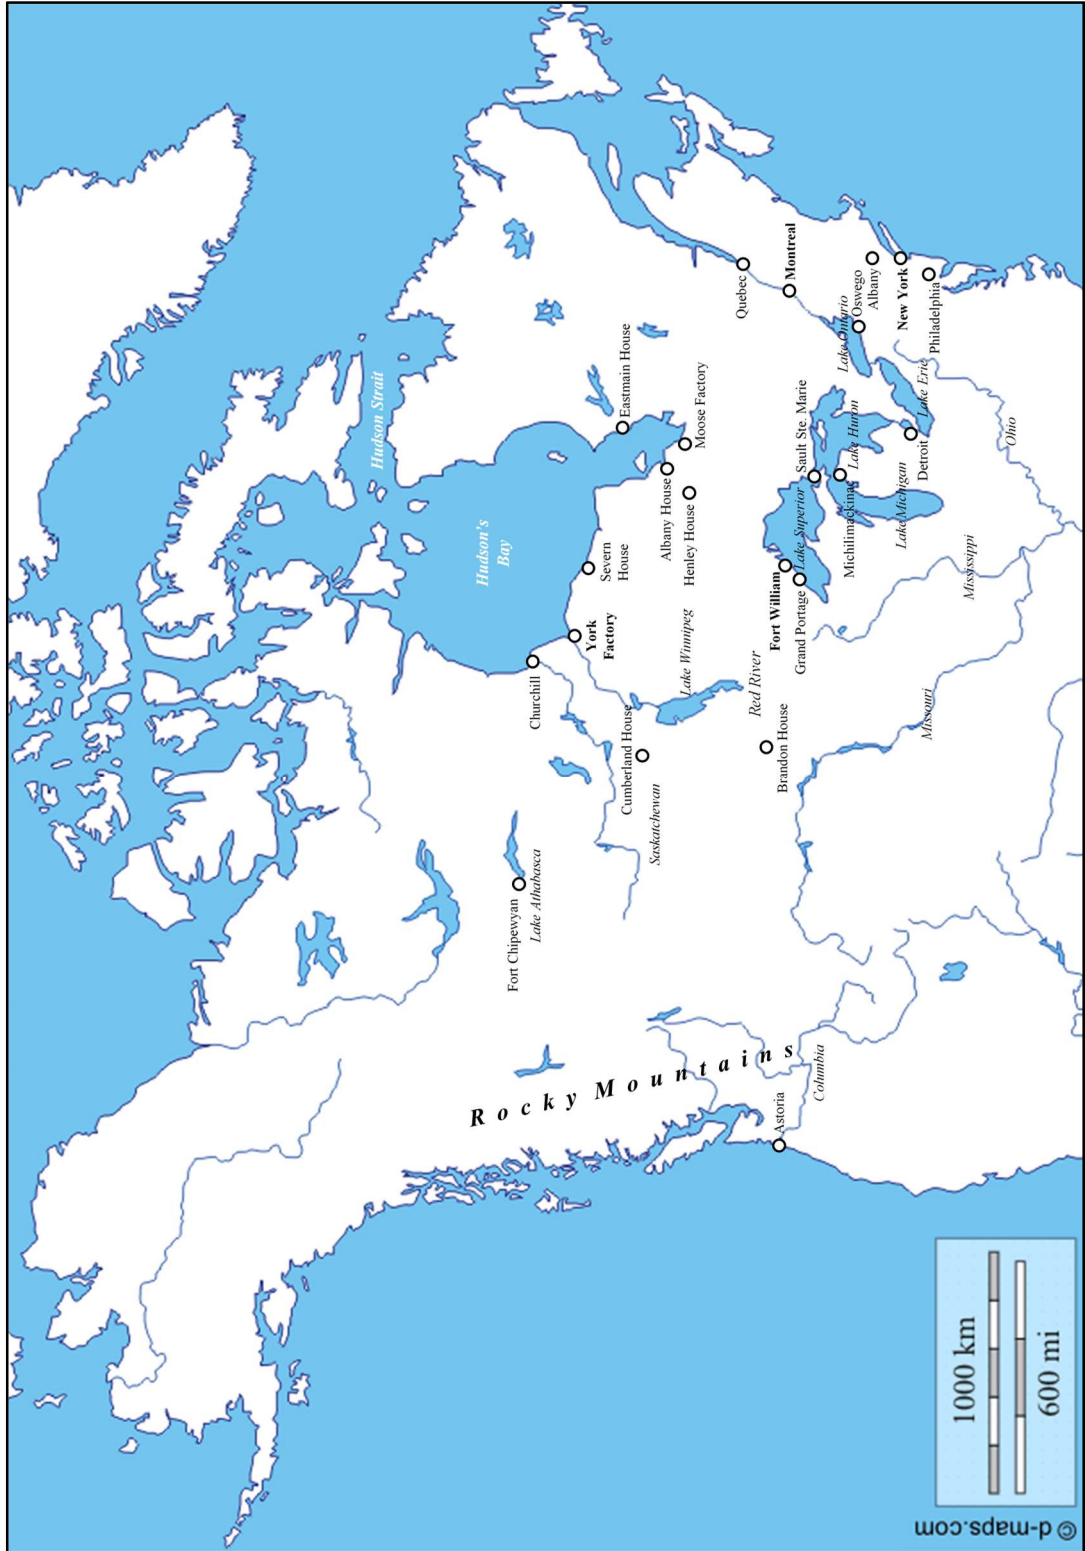 Hudson Strait
Hudson's
Bay
Eastmain House
Moose Factory
Albany House
Henley House
Severn
House
York
Factory
Churchill
Fort Chipewyan
Lake Athabasca
Cumberland House
Saskatchewan
Lake Winnipeg
Red River
Brandon House
Quebec
Montreal
Oswego
Albany
New York
Philadelphia
Lake Ontario
Lake Erie
Sault Ste. Marie
Lake Huron
Detroit
Michilimackinac
Lake Michigan
Lake Superior
Fort William
Grand Portage
Ohio
Mississippi
Missouri
Rocky Mountains
Columbia
Astoria
1000 km
600 mi
© d-maps.com